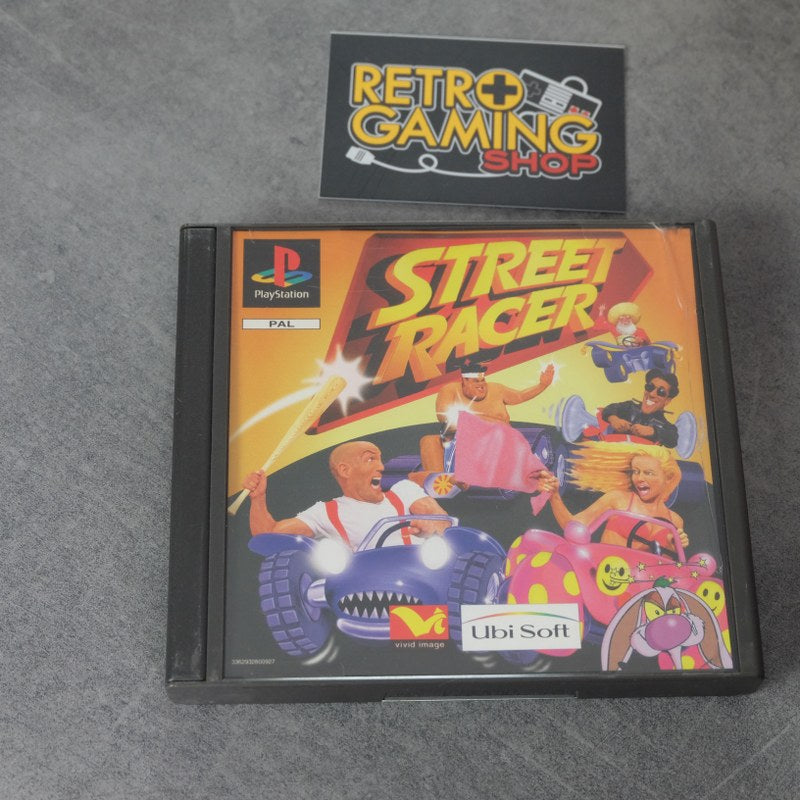 RETRO
GAMING
SHOP
PlayStation
PAL
STREET
RACER
vivid image
Ubi Soft